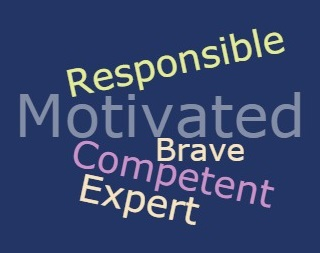 Responsible
Motivated
Brave
Competent
Expert